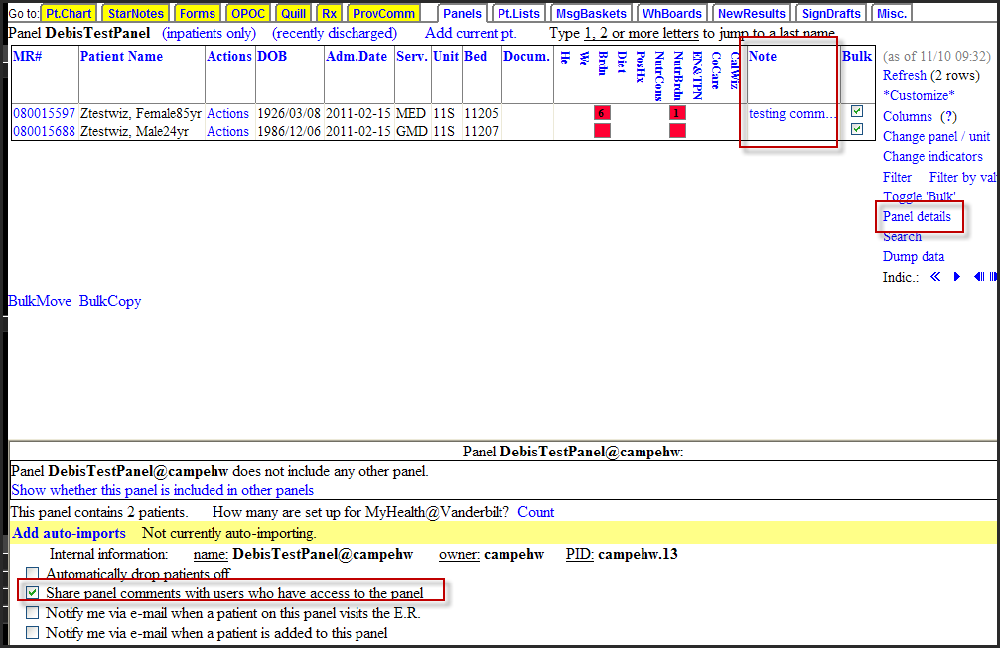 Go to: Pt.Chart StarNotes Forms OPOC Quill Rx ProvComm Panels Pt.Lists MsgBaskets WhBoards NewResults SignDrafts Misc.
Panel DebisTestPanel (inpatients only) (recently discharged) Add current pt. Type 1, 2 or more letters to jump to a last name
MR# Patient Name Actions DOB Adm.Date Serv. Unit Bed Docum. He We Brdn Diet PosHx NutrCons NutrBrdn EN&TPN CoCare CalWiz Note Bulk
080015597 Ztestwiz, Female85yr Actions 1926/03/08 2011-02-15 MED 11S 11205 6 1 testing comm...
080015688 Ztestwiz, Male24yr Actions 1986/12/06 2011-02-15 GMD 11S 11207
(as of 11/10 09:32)
Refresh (2 rows)
*Customize*
Columns (?)
Change panel / unit
Change indicators
Filter Filter by val
Toggle 'Bulk'
Panel details
Search
Dump data
Indic.:
BulkMove BulkCopy
Panel DebisTestPanel@campehw:
Panel DebisTestPanel@campehw does not include any other panel.
Show whether this panel is included in other panels
This panel contains 2 patients. How many are set up for MyHealth@Vanderbilt? Count
Add auto-imports Not currently auto-importing.
Internal information: name: DebisTestPanel@campehw owner: campehw PID: campehw.13
Automatically drop patients off
Share panel comments with users who have access to the panel
Notify me via e-mail when a patient on this panel visits the E.R.
Notify me via e-mail when a patient is added to this panel